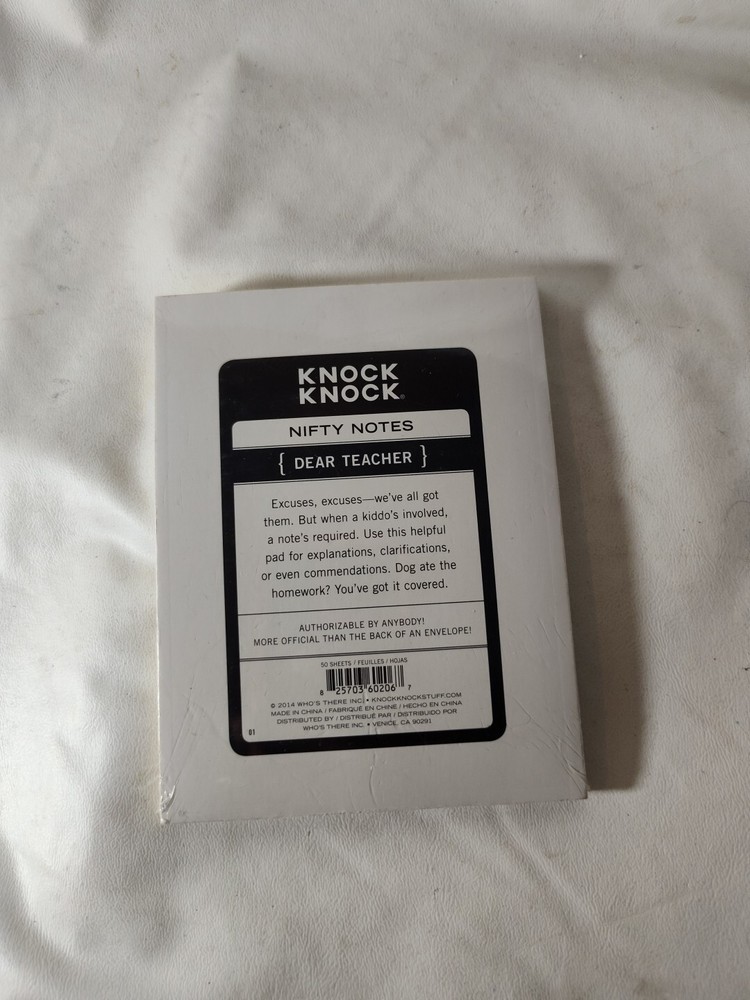 KNOCK
KNOCK®
NIFTY NOTES
{ DEAR TEACHER }
Excuses, excuses—we've all got
them. But when a kiddo's involved,
a note's required. Use this helpful
pad for explanations, clarifications,
or even commendations. Dog ate the
homework? You've got it covered.
AUTHORIZABLE BY ANYBODY!
MORE OFFICIAL THAN THE BACK OF AN ENVELOPE!
50 SHEETS / FEUILLES / HOJAS
8 25703 60206 7
© 2014 WHO'S THERE INC. • KNOCKKNOCKSTUFF.COM
MADE IN CHINA / FABRIQUÉ EN CHINE / HECHO EN CHINA
DISTRIBUTED BY / DISTRIBUÉ PAR / DISTRIBUIDO POR
WHO'S THERE INC. • VENICE, CA 90291
01